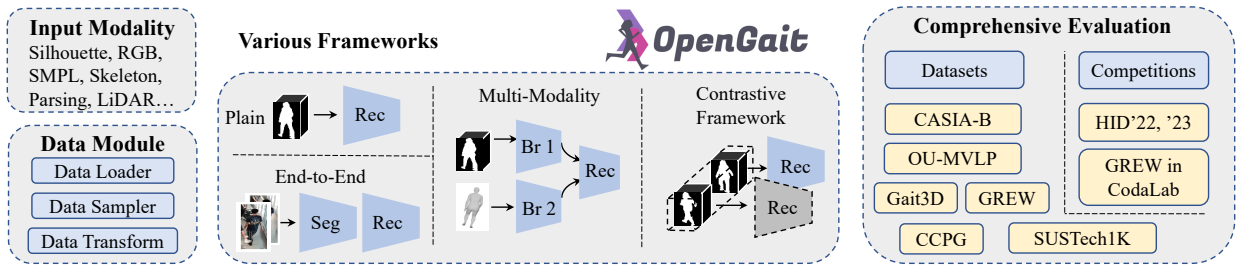 Input Modality
Silhouette, RGB,
SMPL, Skeleton,
Parsing, LiDAR…
Data Module
Data Loader
Data Sampler
Data Transform
Various Frameworks
OpenGait
Plain
Rec
End-to-End
Seg
Rec
Multi-Modality
Br 1
Br 2
Rec
Contrastive
Framework
Rec
Rec
Comprehensive Evaluation
Datasets
CASIA-B
OU-MVLP
Gait3D
GREW
CCPG
SUSTech1K
Competitions
HID’22, ’23
GREW in
CodaLab